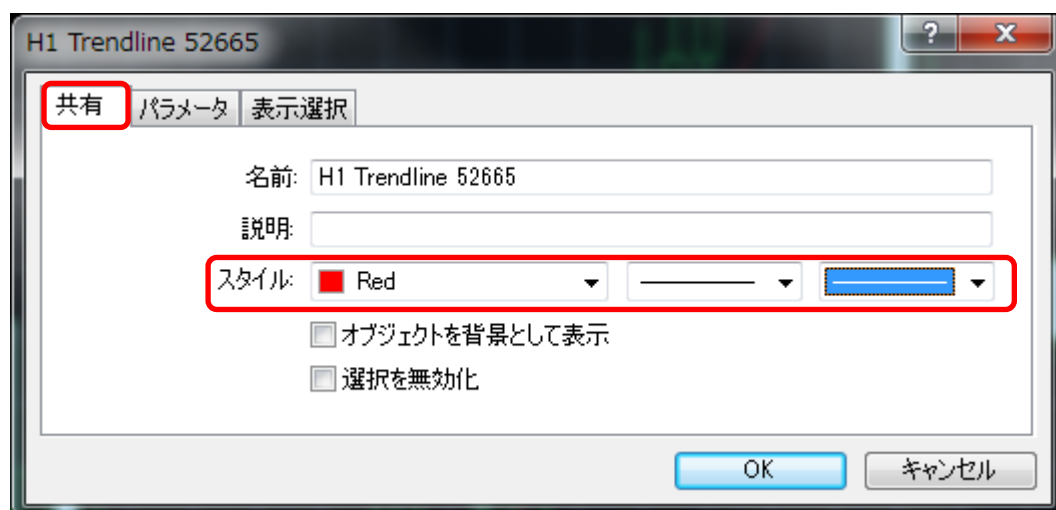 H1 Trendline 52665
? x
共有 パラメータ 表示選択
名前: H1 Trendline 52665
説明:
スタイル: Red
オブジェクトを背景として表示
選択を無効化
OK キャンセル